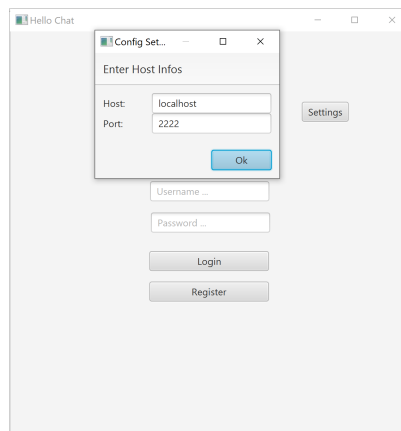 Hello Chat
Config Set...
Enter Host Infos
Host: localhost
Port: 2222
Settings
Ok
Username ...
Password ...
Login
Register